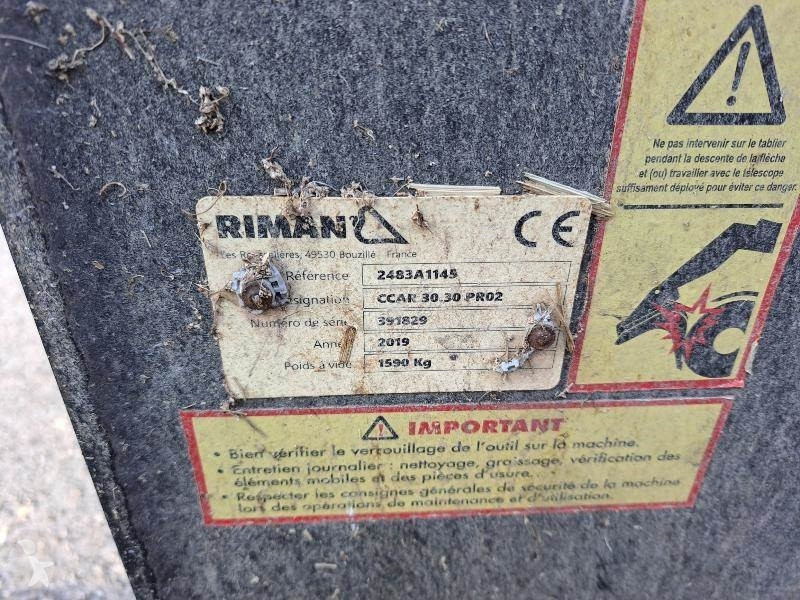 Ne pas intervenir sur le tablier
pendant la descente de la flèche
et (ou) travailler avec le télescope
suffisament déployé pour éviter ce danger.
RIMAN
CE
49530 Bouzillé France
Référence 2483A1145
CCAR 30.30 PR02
Numéro de série 391829
2019
Poids à vide 1590 Kg
IMPORTANT
• Bien vérifier le verrouillage de l'outil sur la machine.
• Entretien journalier : nettoyage, graissage, vérification des
éléments mobiles et des pièces d'usure.
• Respecter les consignes générales de sécurité de la machine
lors des opérations de maintenance et d'utilisation.